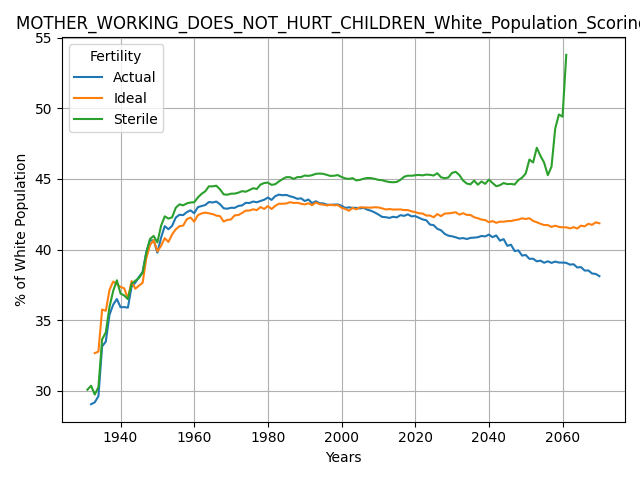 MOTHER_WORKING_DOES_NOT_HURT_CHILDREN_White_Population_Scorin
Fertility
Actual
Ideal
Sterile
% of White Population
55
50
45
40
35
30
1940 1960 1980 2000 2020 2040 2060
Years